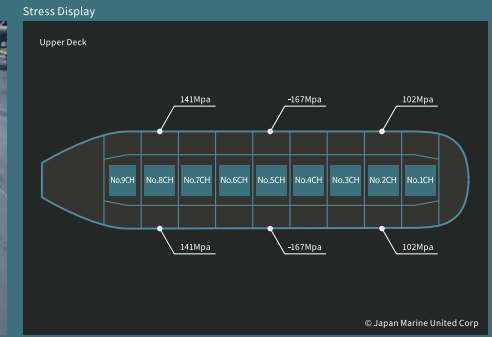 Stress Display
Upper Deck
141Mpa
-167Mpa
102Mpa
No.9CH
No.8CH
No.7CH
No.6CH
No.5CH
No.4CH
No.3CH
No.2CH
No.1CH
141Mpa
-167Mpa
102Mpa
© Japan Marine United Corp